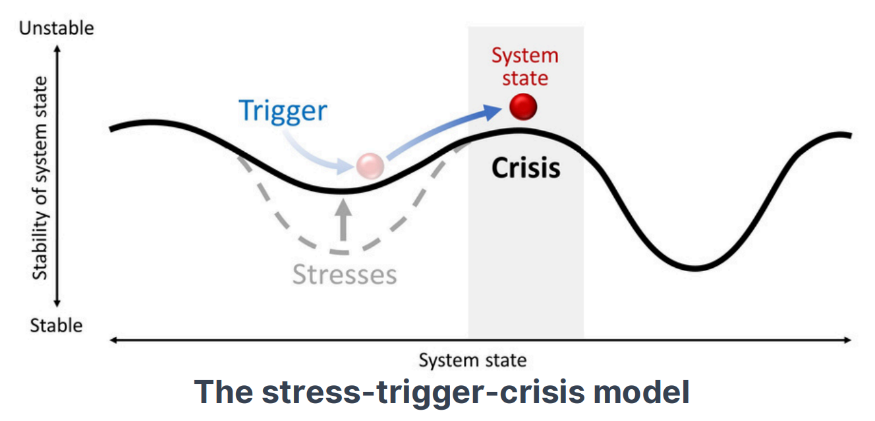 Unstable
Stability of system state
Stable
Trigger
Stresses
System
state
Crisis
System state
The stress-trigger-crisis model